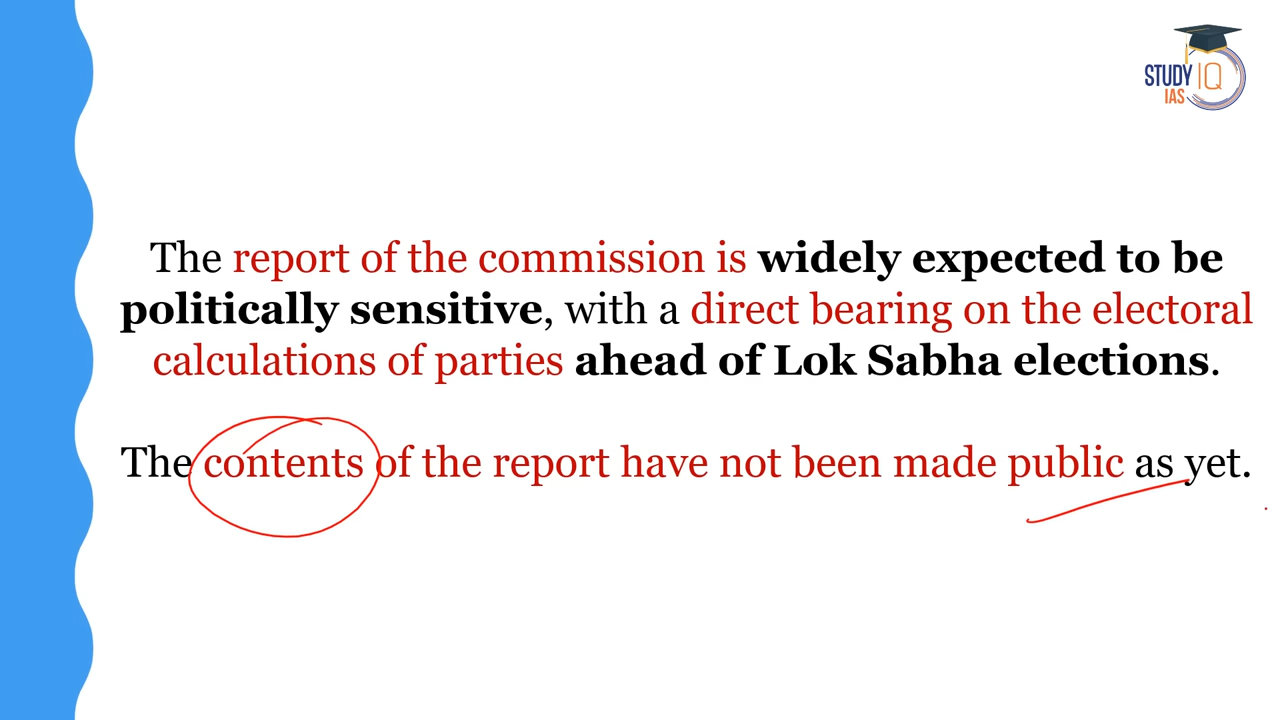 STUDY IQ
IAS
The report of the commission is widely expected to be
politically sensitive, with a direct bearing on the electoral
calculations of parties ahead of Lok Sabha elections.
The contents of the report have not been made public as yet.